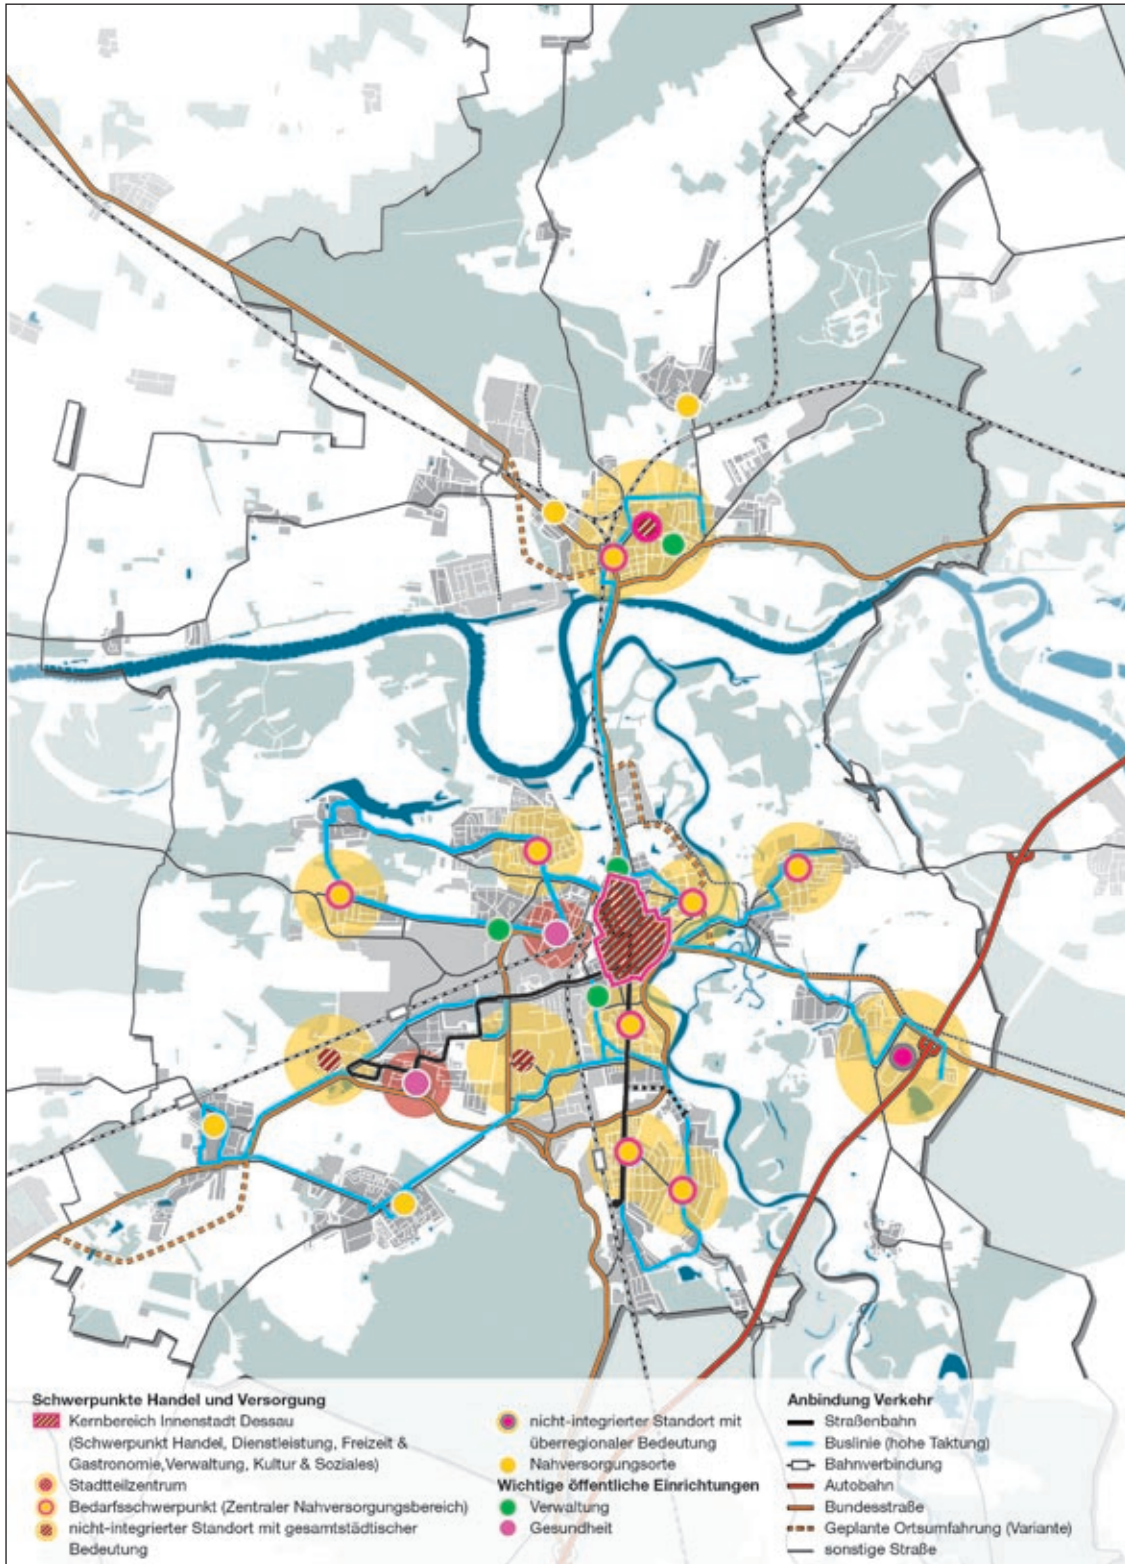 Schwerpunkte Handel und Versorgung
Kernbereich Innenstadt Dessau
(Schwerpunkt Handel, Dienstleistung, Freizeit &
Gastronomie,Verwaltung, Kultur & Soziales)
Stadtteilzentrum
Bedarfsschwerpunkt (Zentraler Nahversorgungsbereich)
nicht-integrierter Standort mit gesamtstädtischer
Bedeutung
nicht-integrierter Standort mit
überregionaler Bedeutung
Nahversorgungsorte
Wichtige öffentliche Einrichtungen
Verwaltung
Gesundheit
Anbindung Verkehr
Straßenbahn
Buslinie (hohe Taktung)
Bahnverbindung
Autobahn
Bundesstraße
Geplante Ortsumfahrung (Variante)
sonstige Straße